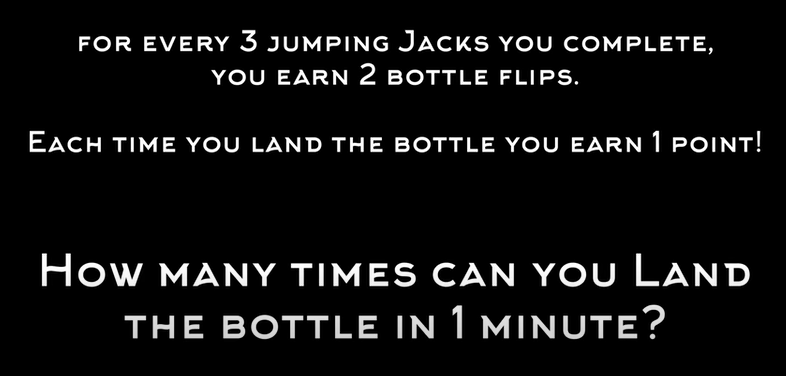 for every 3 jumping Jacks you complete,
you earn 2 bottle flips.
Each time you land the bottle you earn 1 point!
How many times can you Land
the bottle in 1 minute?